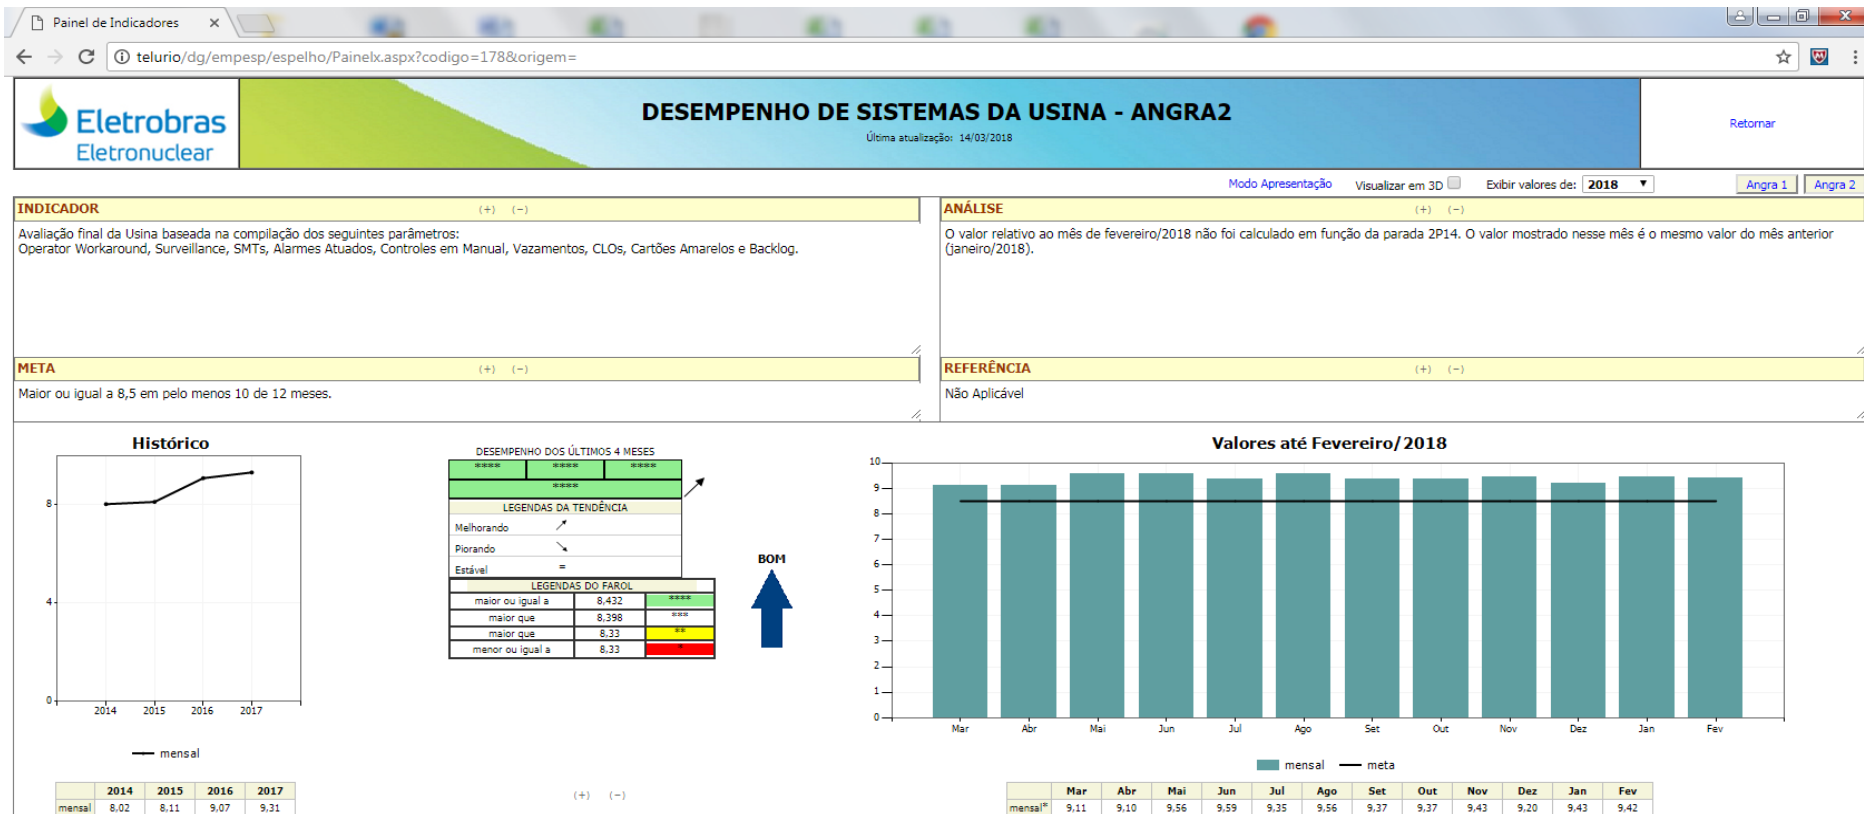 Painel de Indicadores
telurio/dg/empesp/espelho/Painelx.aspx?codigo=178&origem=
Eletrobras
Eletronuclear
DESEMPENHO DE SISTEMAS DA USINA - ANGRA2
Última atualização: 14/03/2018
Retornar
Modo Apresentação Visualizar em 3D Exibir valores de: 2018 Angra 1 Angra 2
INDICADOR (+) (-)
Avaliação final da Usina baseada na compilação dos seguintes parâmetros:
Operator Workaround, Surveillance, SMTs, Alarmes Atuados, Controles em Manual, Vazamentos, CLOs, Cartões Amarelos e Backlog.
ANÁLISE (+) (-)
O valor relativo ao mês de fevereiro/2018 não foi calculado em função da parada 2P14. O valor mostrado nesse mês é o mesmo valor do mês anterior
(janeiro/2018).
META (+) (-)
Maior ou igual a 8,5 em pelo menos 10 de 12 meses.
REFERÊNCIA (+) (-)
Não Aplicável
Histórico
8
4
0
2014 2015 2016 2017
mensal
2014 2015 2016 2017
mensal 8,02 8,11 9,07 9,31
DESEMPENHO DOS ÚLTIMOS 4 MESES
**** **** ****
****
LEGENDAS DA TENDÊNCIA
Melhorando
Piorando
Estável =
LEGENDAS DO FAROL
maior ou igual a 8,432 ****
maior que 8,398 ***
maior que 8,33 **
menor ou igual a 8,33 *
BOM
(+) (-)
Valores até Fevereiro/2018
10
9
8
7
6
5
4
3
2
1
0
Mar Abr Mai Jun Jul Ago Set Out Nov Dez Jan Fev
mensal meta
Mar Abr Mai Jun Jul Ago Set Out Nov Dez Jan Fev
mensal* 9,11 9,10 9,56 9,59 9,35 9,56 9,37 9,37 9,43 9,20 9,43 9,42